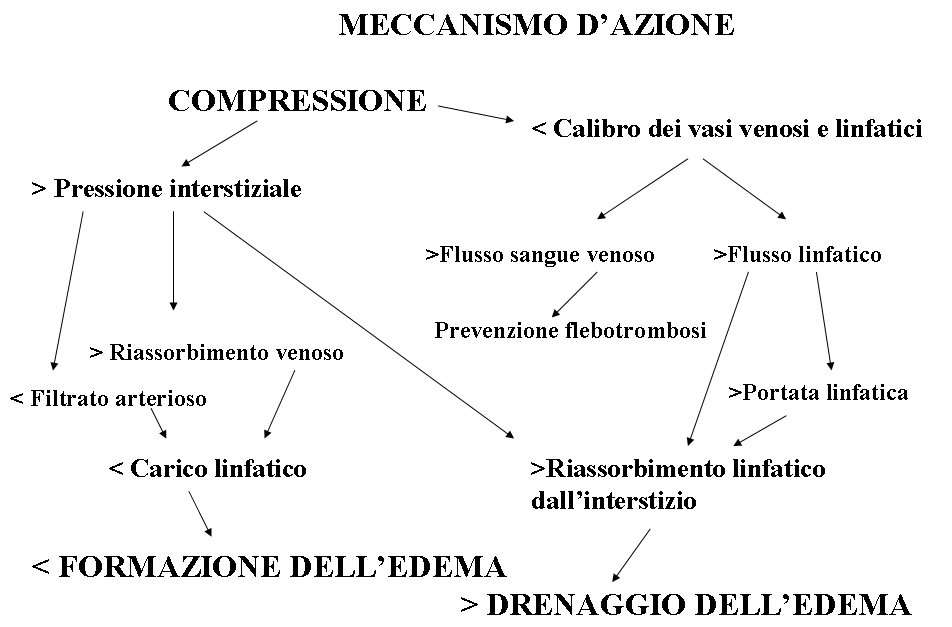 MECCANISMO D'AZIONE
COMPRESSIONE
< Calibro dei vasi venosi e linfatici
> Pressione interstiziale
>Flusso sangue venoso
>Flusso linfatico
Prevenzione flebotrombosi
> Riassorbimento venoso
< Filtrato arterioso
>Portata linfatica
< Carico linfatico
>Riassorbimento linfatico
dall'interstizio
< FORMAZIONE DELL'EDEMA
> DRENAGGIO DELL'EDEMA